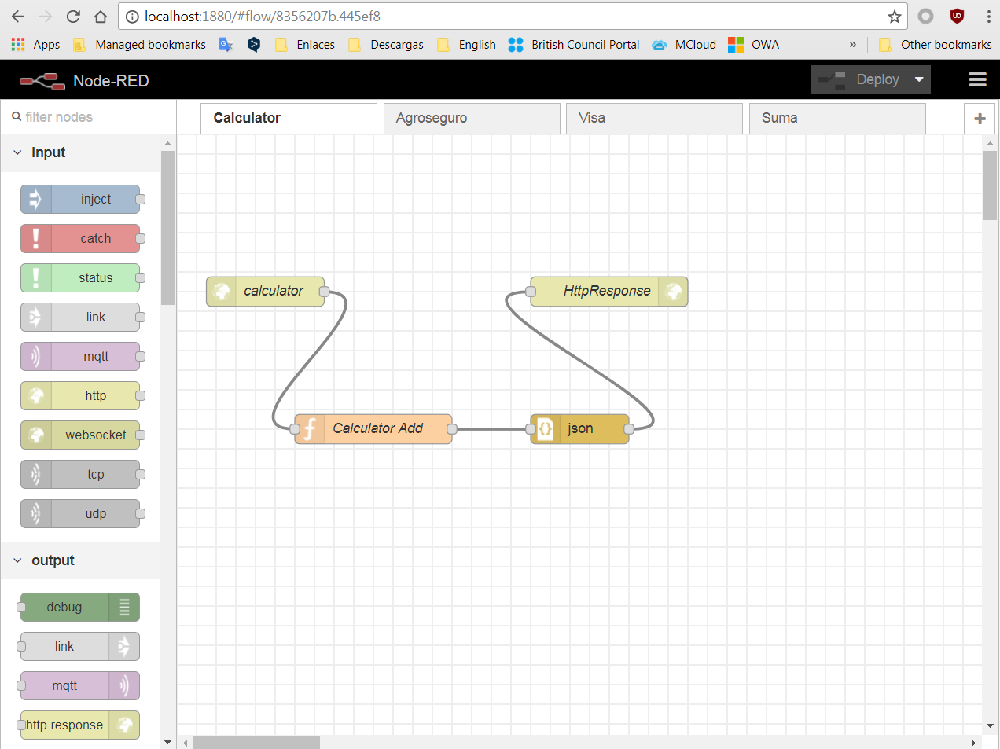 localhost:1880/#flow/8356207b.445ef8
Apps Managed bookmarks Enlaces Descargas English British Council Portal MCloud OWA » Other bookmarks
Node-RED Deploy
filter nodes
Calculator Agroseguro Visa Suma +
input
inject
catch
status
link
mqtt
http
websocket
tcp
udp
output
debug
link
mqtt
http response
calculator HttpResponse
Calculator Add json